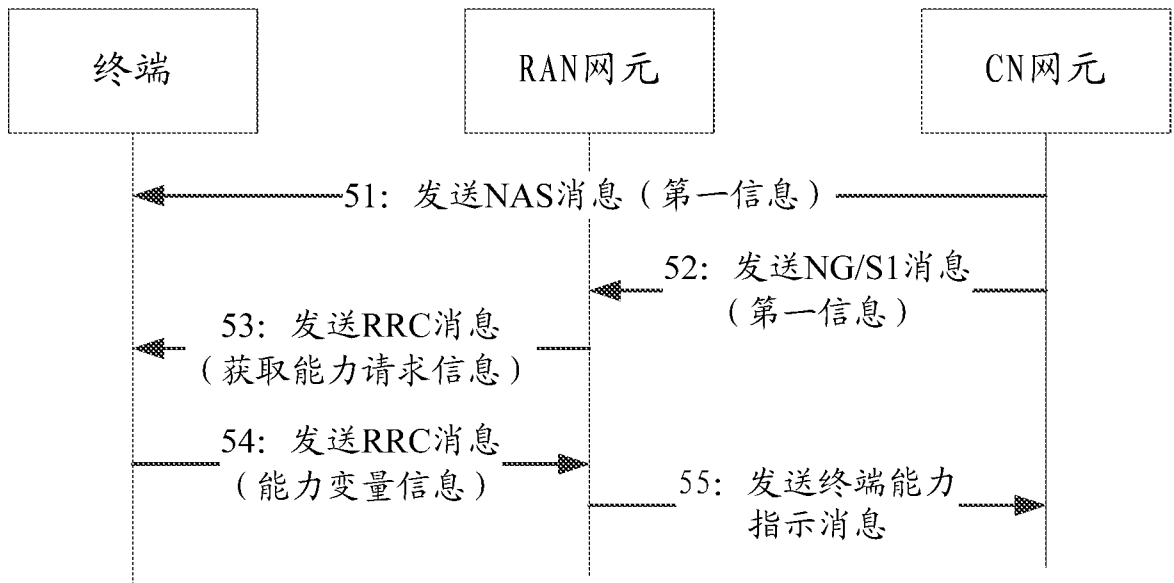 终端
RAN网元
CN网元
51：发送NAS消息（第一信息）
52：发送NG/S1消息
（第一信息）
53：发送RRC消息
（获取能力请求信息）
54：发送RRC消息
（能力变量信息）
55：发送终端能力
指示消息